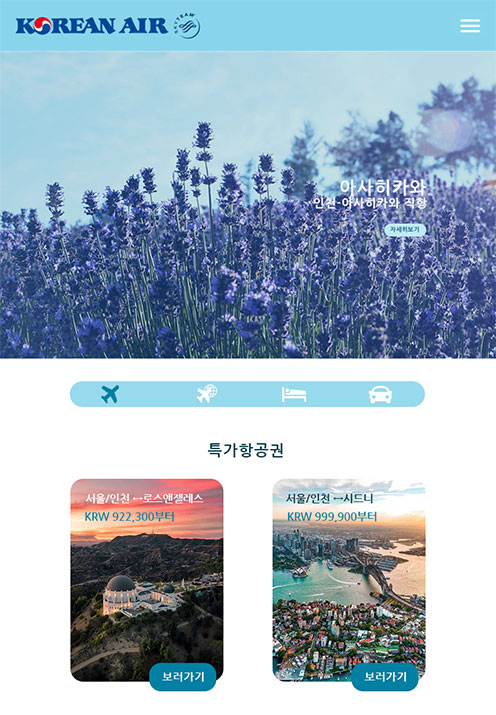 KOREAN AIR
SKYTEAM
아사히카와
인천-아사히카와 직항
자세히보기
특가항공권
서울/인천 ↔로스앤젤레스
KRW 922,300부터
보러가기
서울/인천 ↔시드니
KRW 999,900부터
보러가기